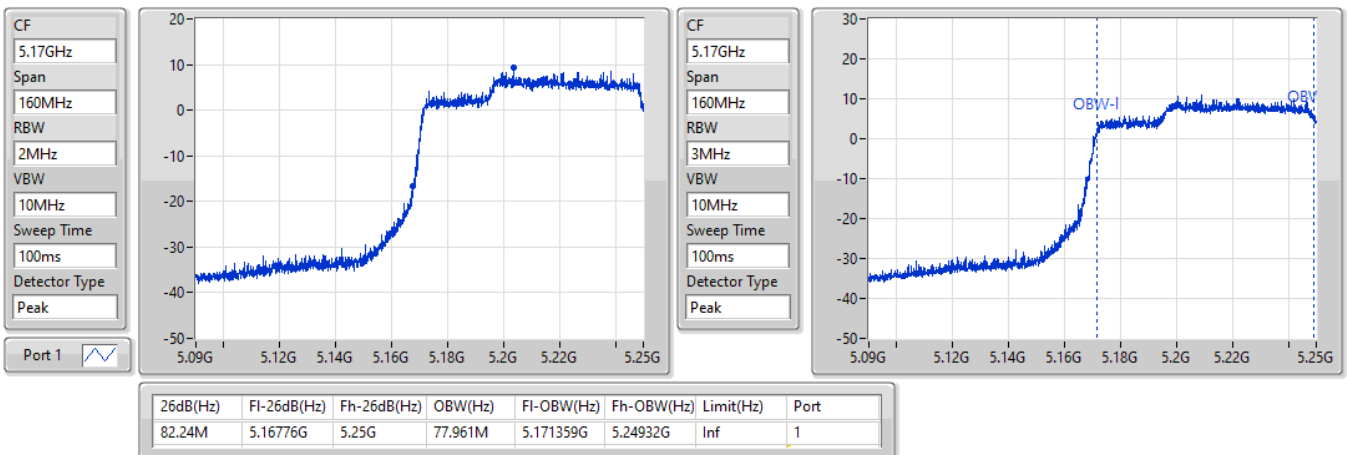 CF
5.17GHz
Span
160MHz
RBW
2MHz
VBW
10MHz
Sweep Time
100ms
Detector Type
Peak
Port 1
20
10
0
-10
-20
-30
-40
-50
5.09G 5.12G 5.14G 5.16G 5.18G 5.2G 5.22G 5.25G
CF
5.17GHz
Span
160MHz
RBW
3MHz
VBW
10MHz
Sweep Time
100ms
Detector Type
Peak
30
20
10
0
-10
-20
-30
-40
-50
OBW-l OBW
5.09G 5.12G 5.14G 5.16G 5.18G 5.2G 5.22G 5.25G
26dB(Hz) Fl-26dB(Hz) Fh-26dB(Hz) OBW(Hz) Fl-OBW(Hz) Fh-OBW(Hz) Limit(Hz) Port
82.24M 5.16776G 5.25G 77.961M 5.171359G 5.24932G Inf 1